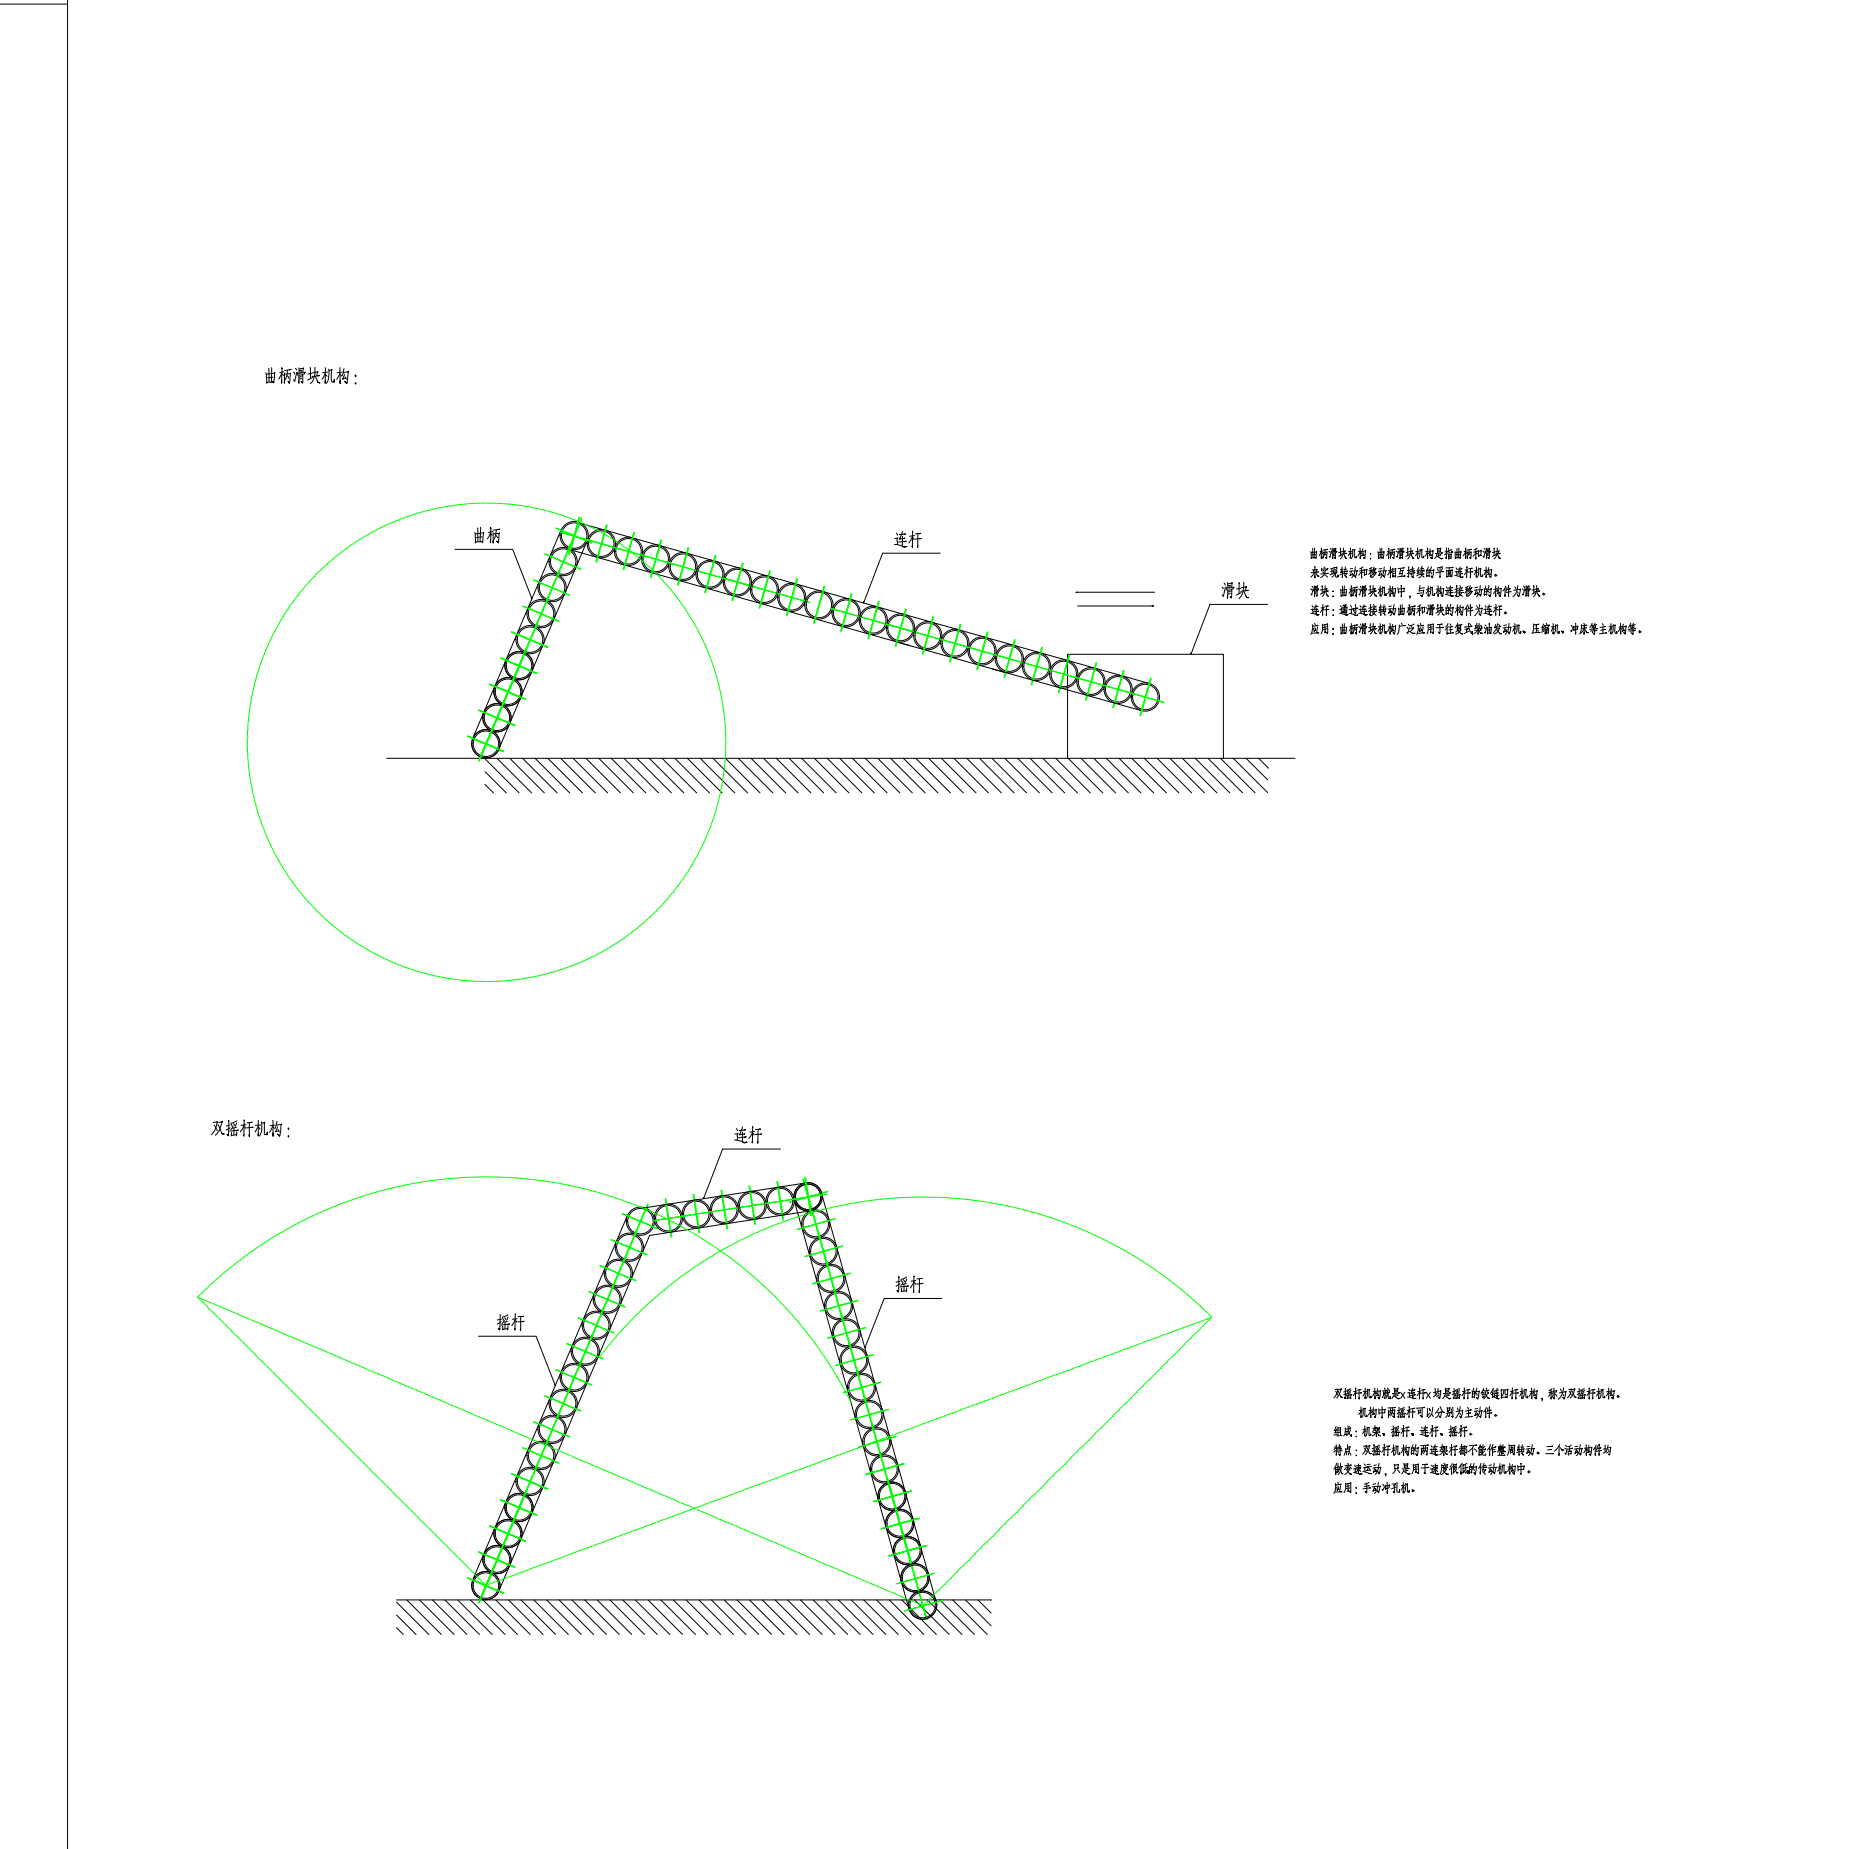 曲柄滑块机构：
曲柄
连杆
滑块
曲柄滑块机构：曲柄滑块机构是指曲柄和滑块
来实现转动和移动相互持续的平面连杆机构。
滑块：曲柄滑块机构中，与机构连接移动的构件为滑块。
连杆：通过连接转动曲柄和滑块的构件为连杆。
应用：曲柄滑块机构广泛应用于往复式柴油发动机、压缩机、冲床等主机构等。
双摇杆机构：
连杆
摇杆
摇杆
双摇杆机构就是x连杆x均是摇杆的铰链四杆机构，称为双摇杆机构。
机构中两摇杆可以分别为主动件。
组成：机架、摇杆、连杆、摇杆。
特点：双摇杆机构的两连架杆都不能作整周转动。三个活动构件均
做变速运动，只是用于速度很低的传动机构中。
应用：手动冲孔机。